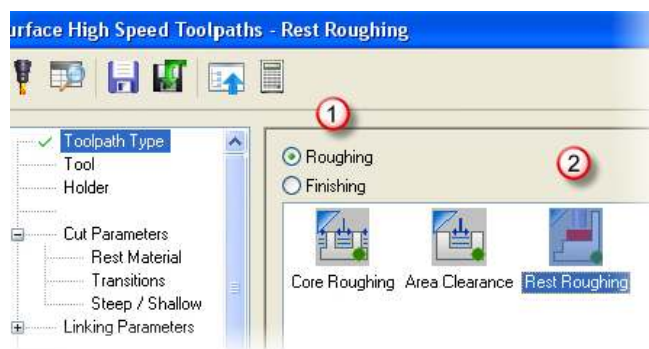 urface High Speed Toolpaths - Rest Roughing
1
Toolpath Type
Tool
Holder
Cut Parameters
Rest Material
Transitions
Steep / Shallow
Linking Parameters
Roughing
2
Finishing
Core Roughing Area Clearance Rest Roughing